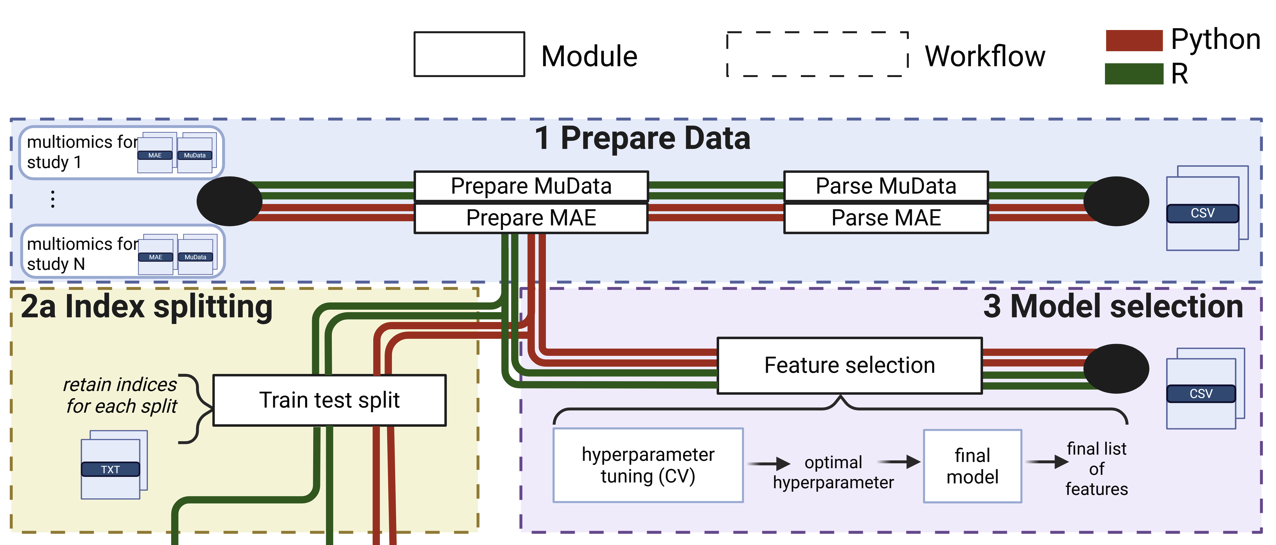 Module
Workflow
Python
R
1 Prepare Data
multiomics for
study 1
MAE
MuData
⋮
multiomics for
study N
MAE
MuData
Prepare MuData
Prepare MAE
Parse MuData
Parse MAE
CSV
2a Index splitting
retain indices
for each split
TXT
Train test split
3 Model selection
Feature selection
CSV
hyperparameter
tuning (CV)
optimal
hyperparameter
final
model
final list
of
features